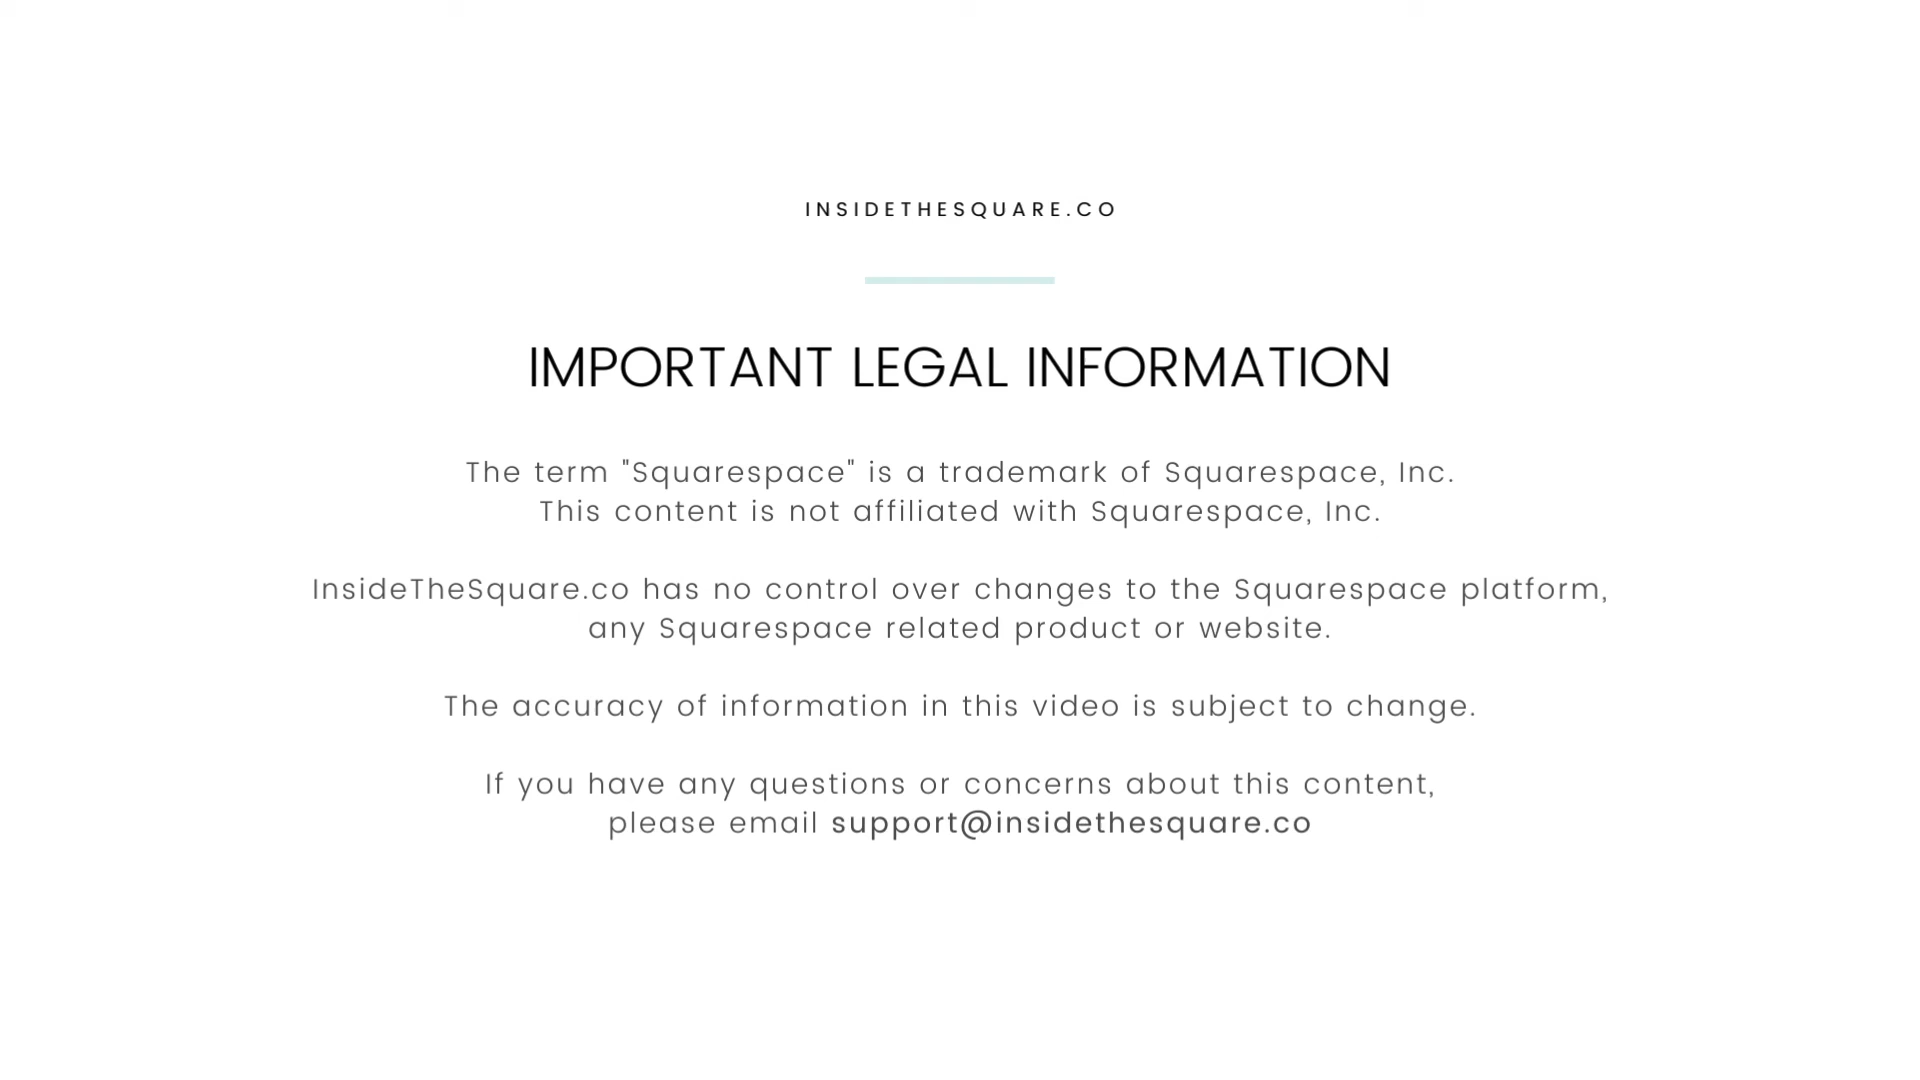 INSIDETHESQUARE.CO
IMPORTANT LEGAL INFORMATION
The term "Squarespace" is a trademark of Squarespace, Inc.
This content is not affiliated with Squarespace, Inc.
InsideTheSquare.co has no control over changes to the Squarespace platform,
any Squarespace related product or website.
The accuracy of information in this video is subject to change.
If you have any questions or concerns about this content,
please email support@insidethesquare.co